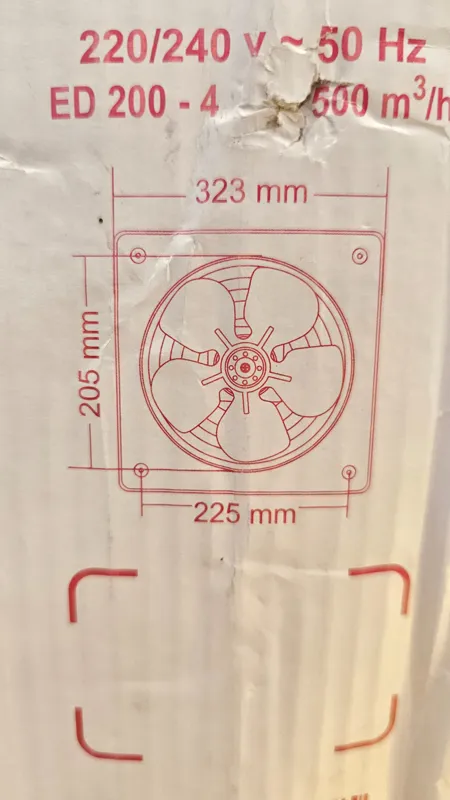 220/240 v ~ 50 Hz
ED 200 - 4 500 m³/h
323 mm
205 mm
225 mm